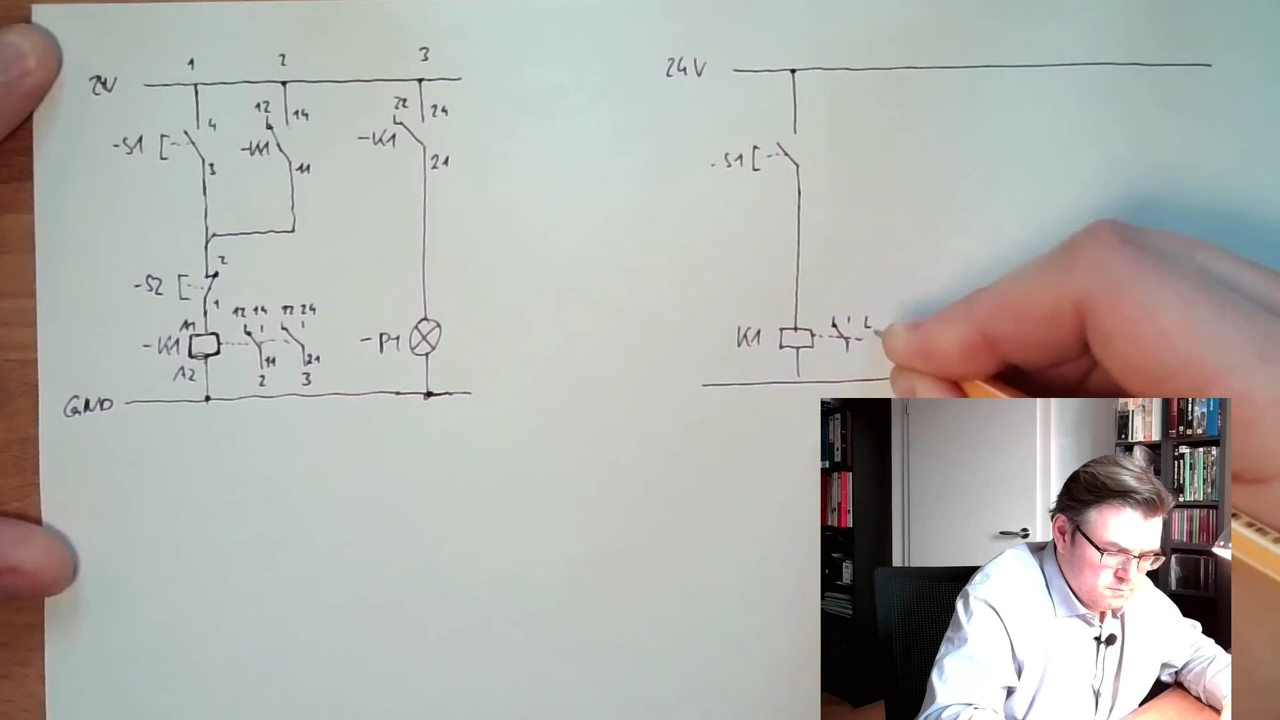 1 2 3
24V
4 12 14 22 24
-S1 -K1 -K1
3 11 21
2
-S2
1 12 14 22 24
A1
-K1 -P1
A2 11 21
2 3
GND
24V
-S1
K1